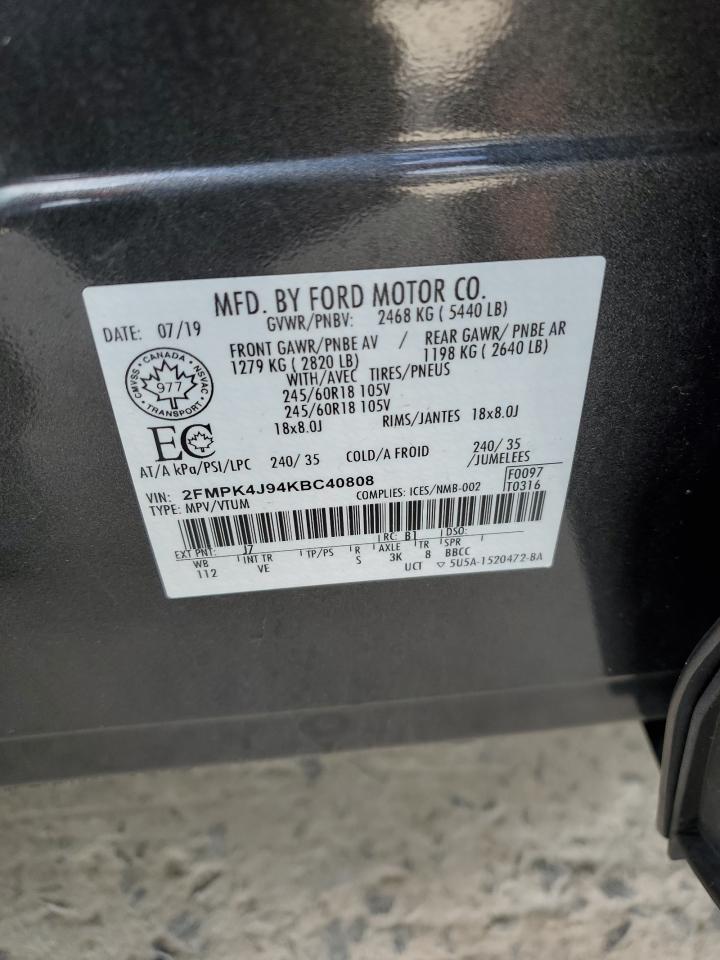 MFD. BY FORD MOTOR CO.
DATE: 07/19
GVWR/PNBV: 2468 KG ( 5440 LB)
FRONT GAWR/PNBE AV / REAR GAWR/ PNBE AR
1279 KG ( 2820 LB) 1198 KG ( 2640 LB)
WITH/AVEC TIRES/PNEUS
245/60R18 105V
245/60R18 105V
18x8.0J RIMS/JANTES 18x8.0J
CANADA
CMVSS NSVAC
977
TRANSPORT
EC
AT/A kPa/PSI/LPC 240/ 35 COLD/A FROID 240/ 35
/JUMELEES
VIN: 2FMPK4J94KBC40808
COMPLIES: ICES/NMB-002
F0097
T0316
TYPE: MPV/VTUM
RC: B1 DSO:
EXT PNT: J7
WB INT TR TP/PS R AXLE TR SPR
112 VE S 3K 8 BBCC
UCT ▽ 5U5A-1520472-BA